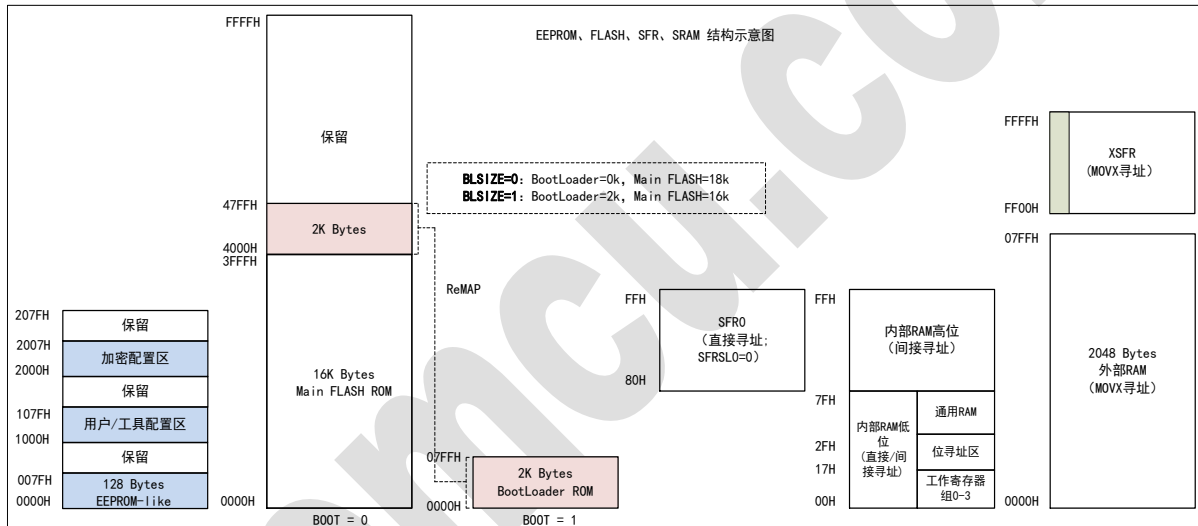 EEPROM、FLASH、SFR、SRAM 结构示意图
FFFFH
保留
47FFH
2K Bytes
4000H
3FFFH
16K Bytes
Main FLASH ROM
0000H
BOOT = 0
BLSIZE=0: BootLoader=0k, Main FLASH=18k
BLSIZE=1: BootLoader=2k, Main FLASH=16k
ReMAP
07FFH
2K Bytes
BootLoader ROM
0000H
BOOT = 1
207FH
保留
2007H
加密配置区
2000H
保留
107FH
用户/工具配置区
1000H
保留
007FH
128 Bytes
EEPROM-like
0000H
FFH
SFR0
(直接寻址;
SFRSL0=0)
80H
FFH
内部RAM高位
(间接寻址)
7FH
内部RAM低
位
(直接/间
接寻址)
通用RAM
2FH
位寻址区
17H
工作寄存器
组0-3
00H
FFFFH
XSFR
(MOVX寻址)
FF00H
07FFH
2048 Bytes
外部RAM
(MOVX寻址)
0000H
mcu.co